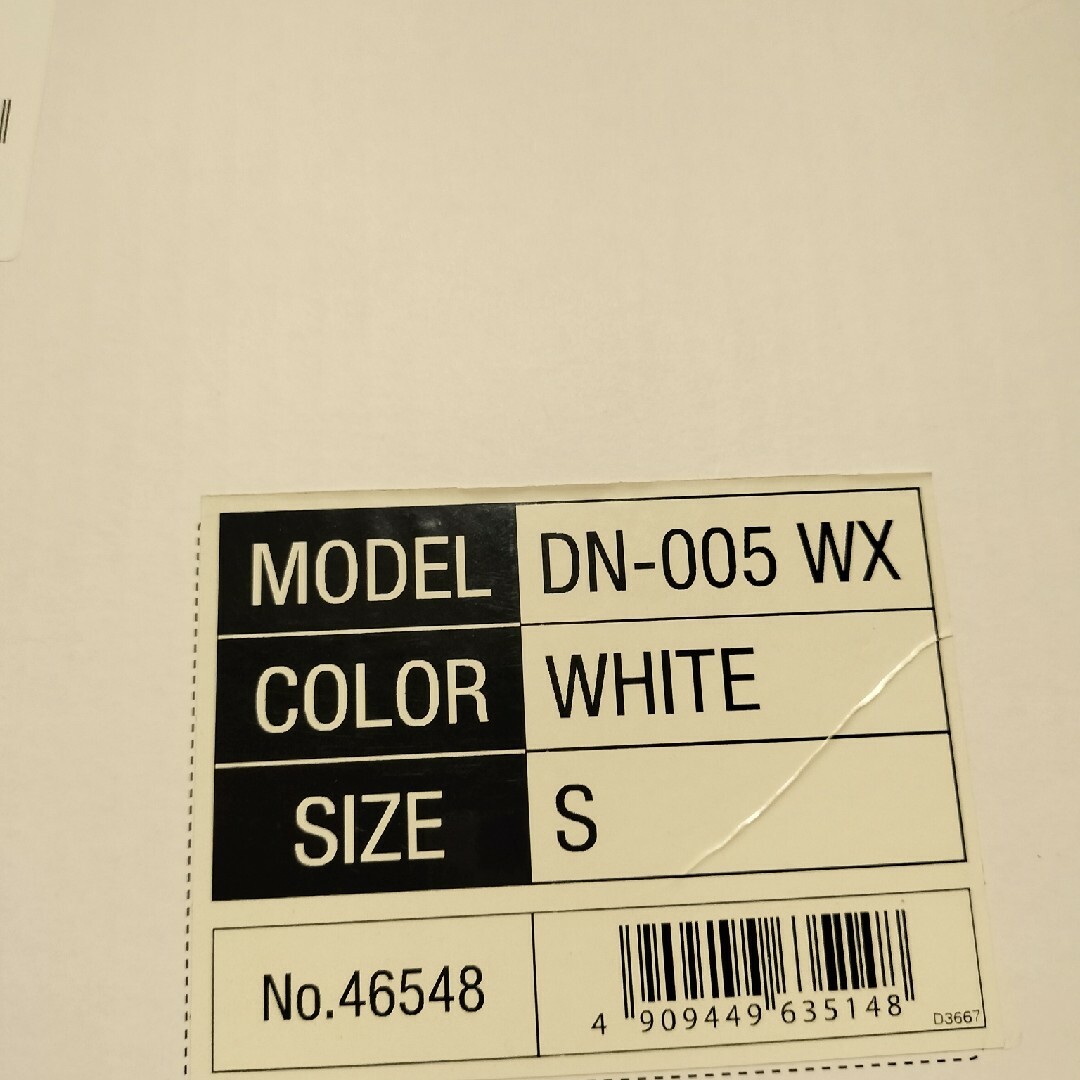 MODEL DN-005 WX
COLOR WHITE
SIZE S
No.46548
4 909449 635148
D3667